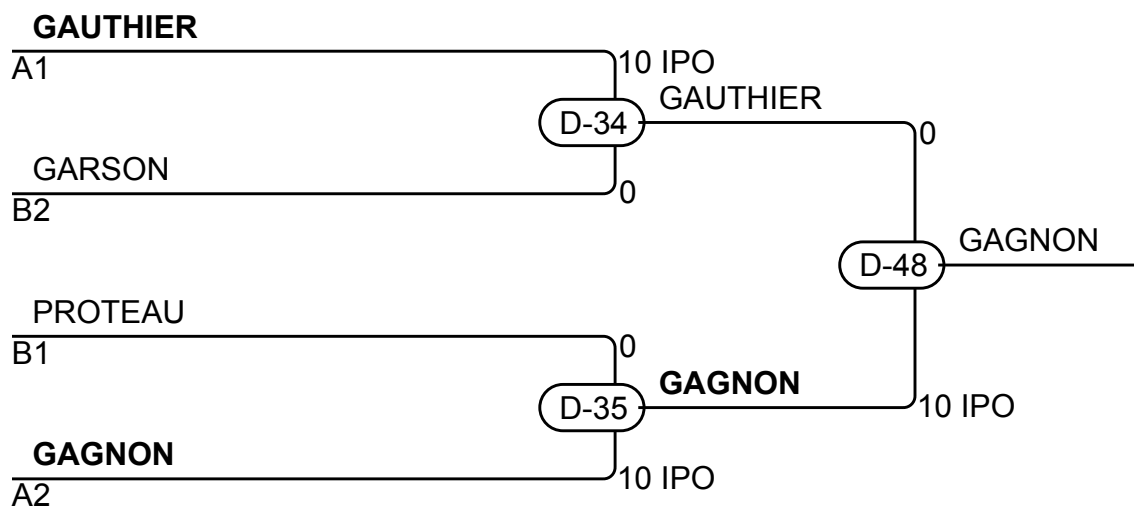 GAUTHIER
A1
10 IPO
GAUTHIER
D-34
0
GARSON
0
B2
GAGNON
D-48
PROTEAU
B1
0
GAGNON
D-35
10 IPO
GAGNON
10 IPO
A2